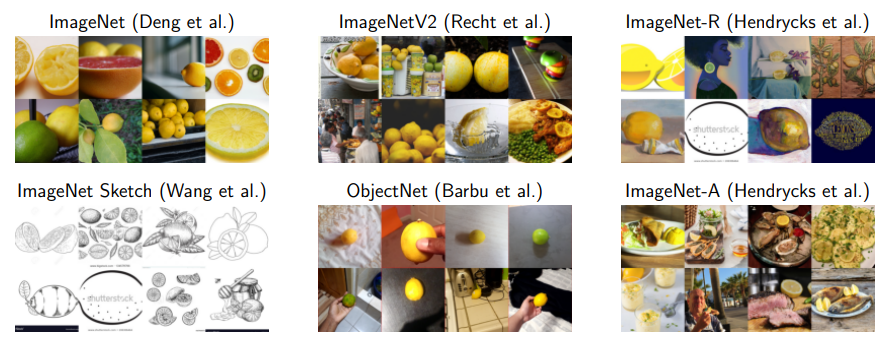 ImageNet (Deng et al.)
ImageNetV2 (Recht et al.)
ImageNet-R (Hendrycks et al.)
shutterstock
ImageNet Sketch (Wang et al.)
ObjectNet (Barbu et al.)
ImageNet-A (Hendrycks et al.)
shutterstock